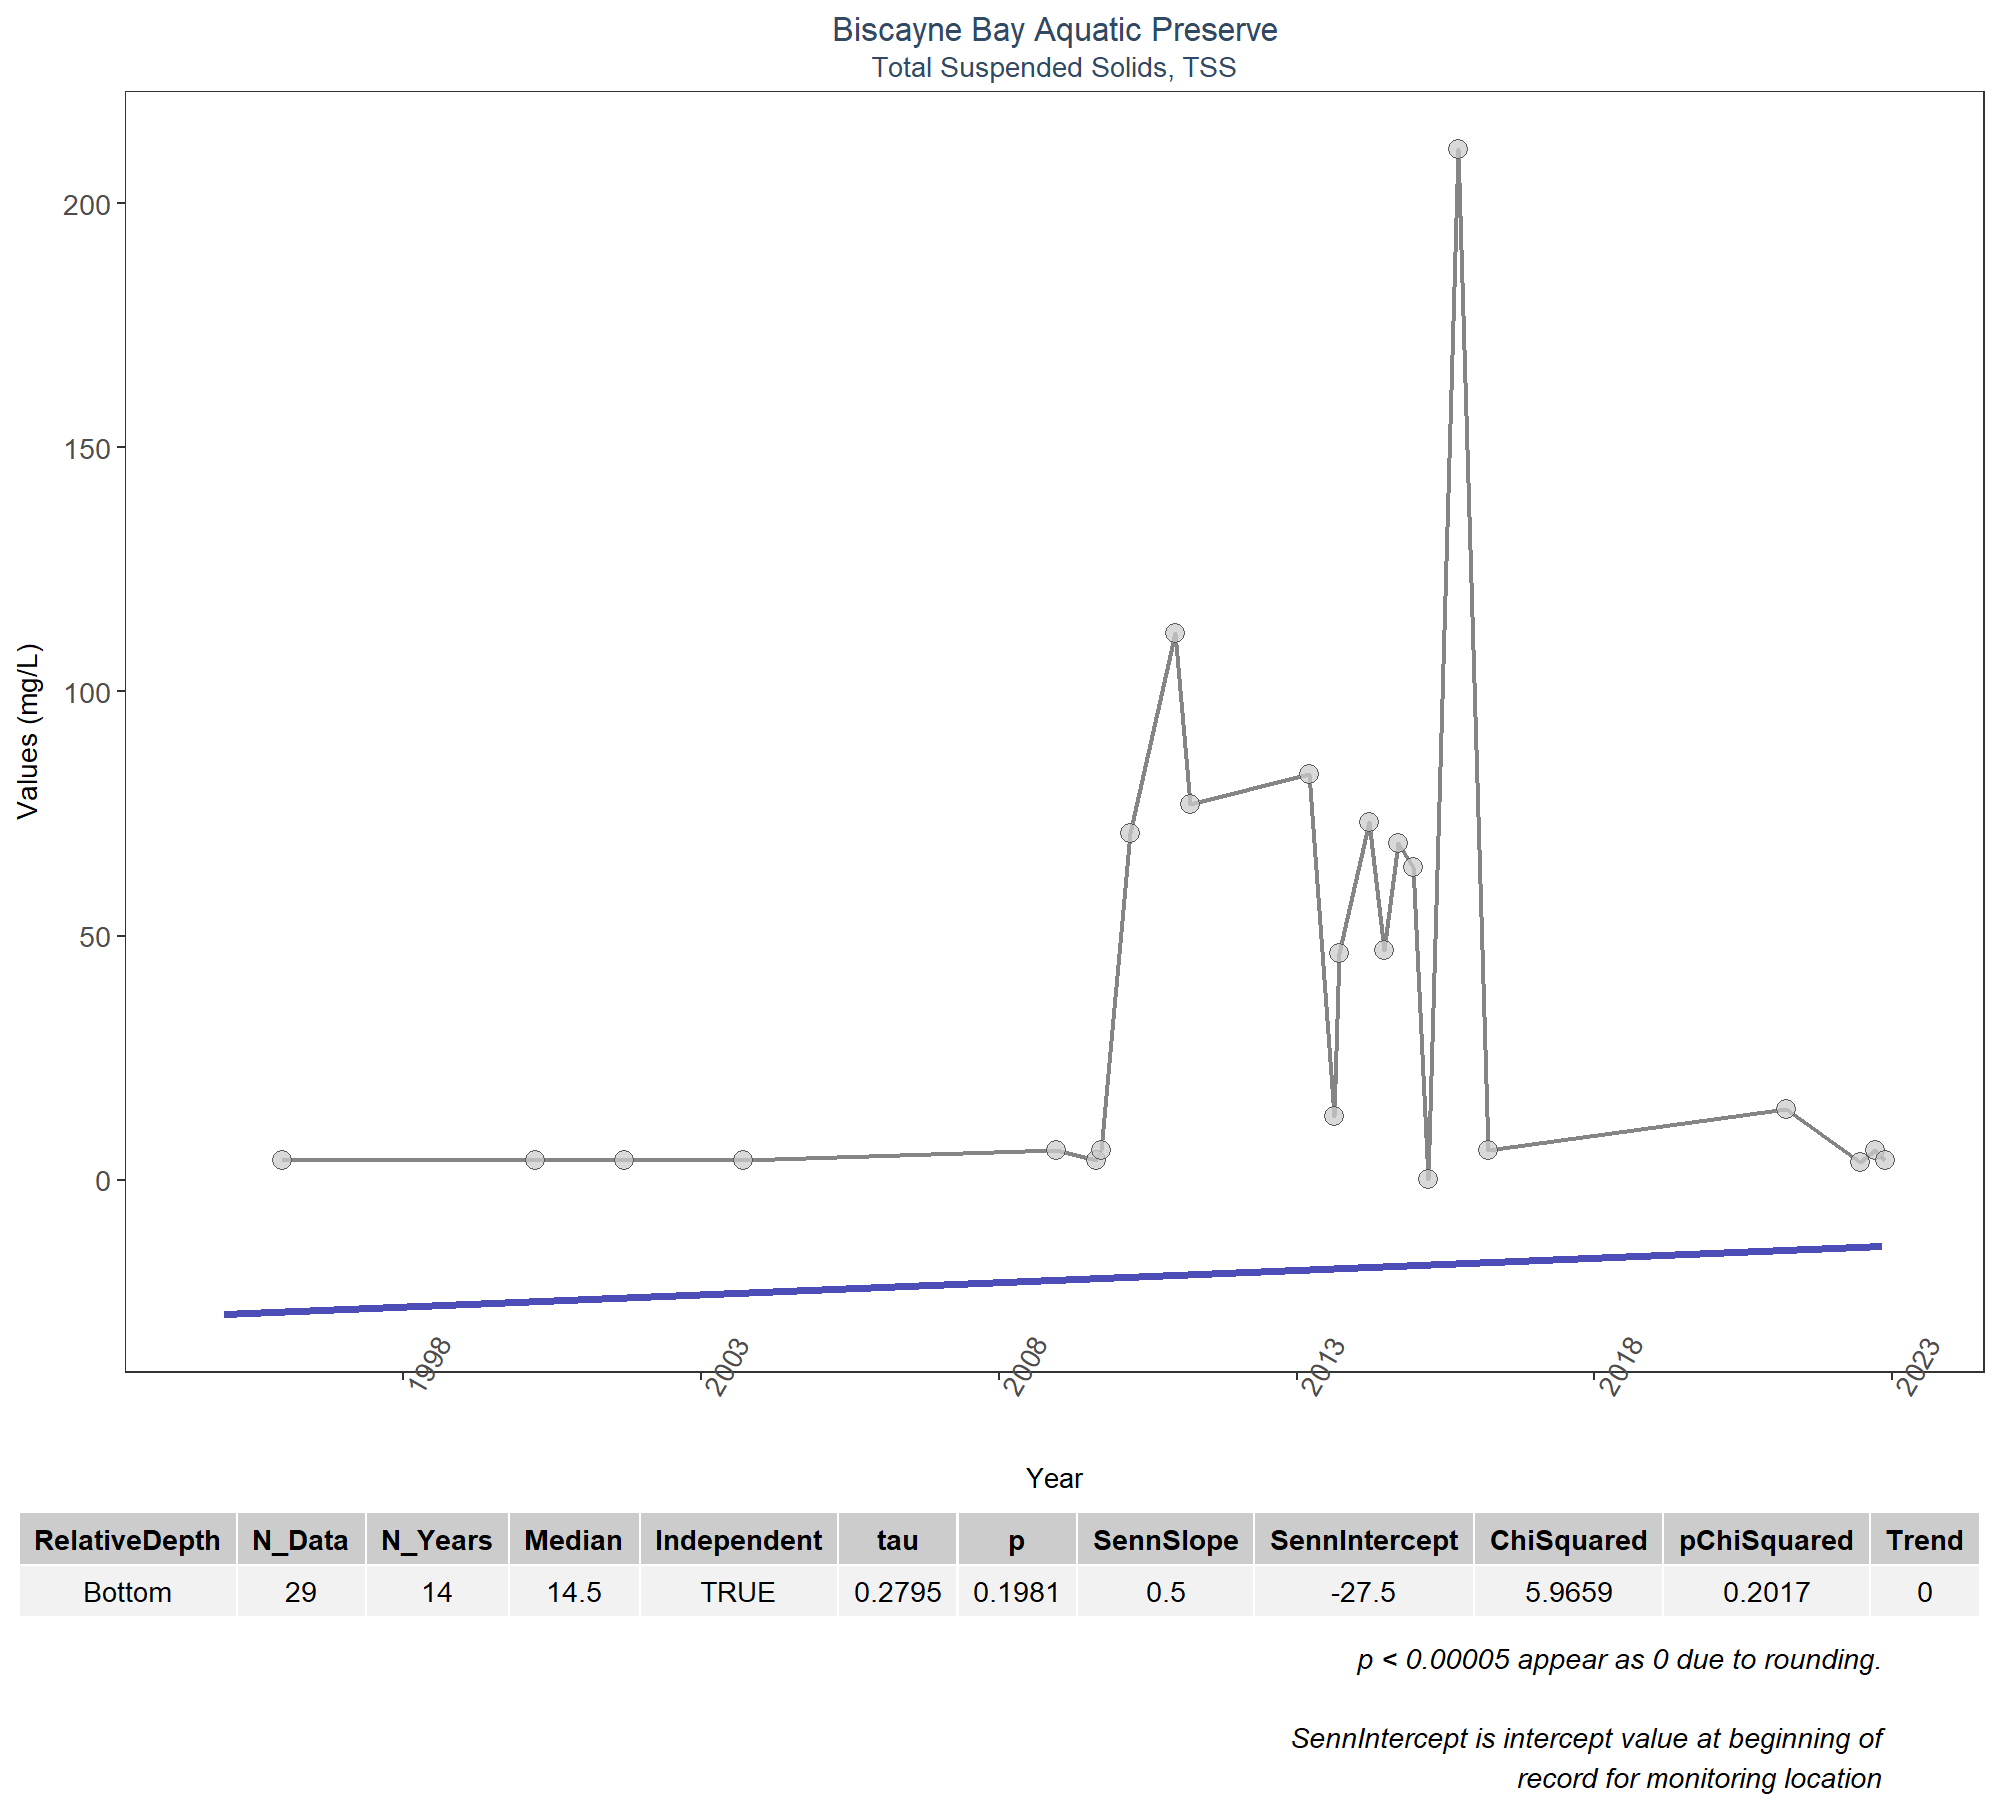 Biscayne Bay Aquatic Preserve
Total Suspended Solids, TSS
Values (mg/L)
200
150
100
50
0
1998 2003 2008 2013 2018 2023
Year
RelativeDepth N_Data N_Years Median Independent tau p SennSlope SennIntercept ChiSquared pChiSquared Trend
Bottom 29 14 14.5 TRUE 0.2795 0.1981 0.5 -27.5 5.9659 0.2017 0
p < 0.00005 appear as 0 due to rounding.
SennIntercept is intercept value at beginning of
record for monitoring location